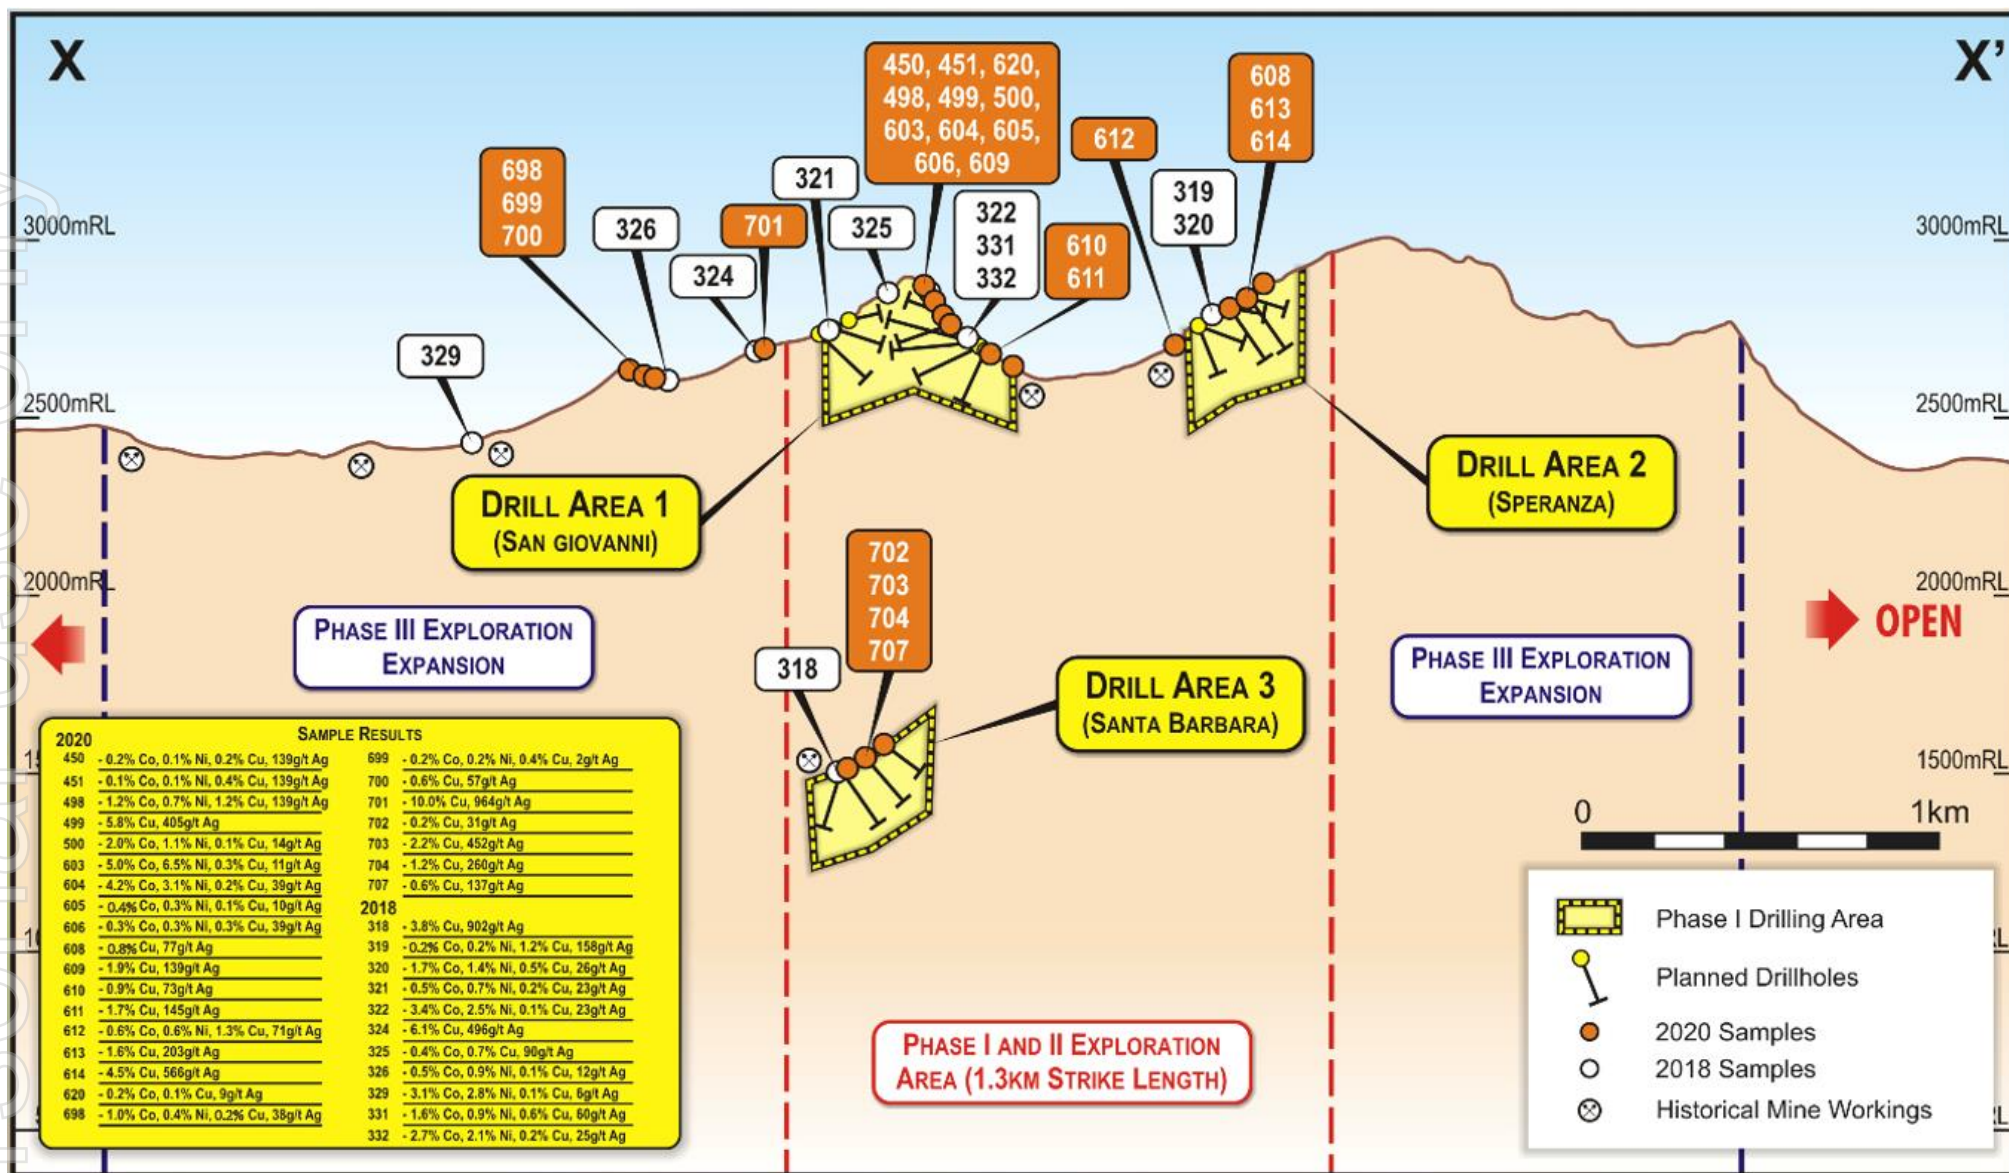 X
X'
450, 451, 620,
498, 499, 500,
603, 604, 605,
606, 609
608
613
614
612
698
699
700
321
319
320
326
701
325
322
331
332
610
611
324
329
3000mRL
3000mRL
2500mRL
2500mRL
DRILL AREA 1
(SAN GIOVANNI)
DRILL AREA 2
(SPERANZA)
2000mRL
2000mRL
702
703
704
707
318
PHASE III EXPLORATION
EXPANSION
DRILL AREA 3
(SANTA BARBARA)
PHASE III EXPLORATION
EXPANSION
OPEN
1500mRL
SAMPLE RESULTS
2020
450 - 0.2% Co, 0.1% Ni, 0.2% Cu, 139g/t Ag
451 - 0.1% Co, 0.1% Ni, 0.4% Cu, 139g/t Ag
498 - 1.2% Co, 0.7% Ni, 1.2% Cu, 139g/t Ag
499 - 5.8% Cu, 405g/t Ag
500 - 2.0% Co, 1.1% Ni, 0.1% Cu, 14g/t Ag
603 - 5.0% Co, 6.5% Ni, 0.3% Cu, 11g/t Ag
604 - 4.2% Co, 3.1% Ni, 0.2% Cu, 39g/t Ag
605 - 0.4% Co, 0.3% Ni, 0.1% Cu, 10g/t Ag
606 - 0.3% Co, 0.3% Ni, 0.3% Cu, 39g/t Ag
608 - 0.8% Cu, 77g/t Ag
609 - 1.9% Cu, 139g/t Ag
610 - 0.9% Cu, 73g/t Ag
611 - 1.7% Cu, 145g/t Ag
612 - 0.6% Co, 0.6% Ni, 1.3% Cu, 71g/t Ag
613 - 1.6% Cu, 203g/t Ag
614 - 4.5% Cu, 566g/t Ag
620 - 0.2% Co, 0.1% Cu, 9g/t Ag
698 - 1.0% Co, 0.4% Ni, 0.2% Cu, 38g/t Ag
699 - 0.2% Co, 0.2% Ni, 0.4% Cu, 2g/t Ag
700 - 0.6% Cu, 57g/t Ag
701 - 10.0% Cu, 964g/t Ag
702 - 0.2% Cu, 31g/t Ag
703 - 2.2% Cu, 452g/t Ag
704 - 1.2% Cu, 260g/t Ag
707 - 0.6% Cu, 137g/t Ag
2018
318 - 3.8% Cu, 902g/t Ag
319 - 0.2% Co, 0.2% Ni, 1.2% Cu, 158g/t Ag
320 - 1.7% Co, 1.4% Ni, 0.5% Cu, 26g/t Ag
321 - 0.5% Co, 0.7% Ni, 0.2% Cu, 23g/t Ag
322 - 3.4% Co, 2.5% Ni, 0.1% Cu, 23g/t Ag
324 - 6.1% Cu, 496g/t Ag
325 - 0.4% Co, 0.7% Cu, 90g/t Ag
326 - 0.5% Co, 0.9% Ni, 0.1% Cu, 12g/t Ag
329 - 3.1% Co, 2.8% Ni, 0.1% Cu, 6g/t Ag
331 - 1.6% Co, 0.9% Ni, 0.6% Cu, 60g/t Ag
332 - 2.7% Co, 2.1% Ni, 0.2% Cu, 25g/t Ag
PHASE I AND II EXPLORATION
AREA (1.3KM STRIKE LENGTH)
0 1km
Phase I Drilling Area
Planned Drillholes
2020 Samples
2018 Samples
Historical Mine Workings